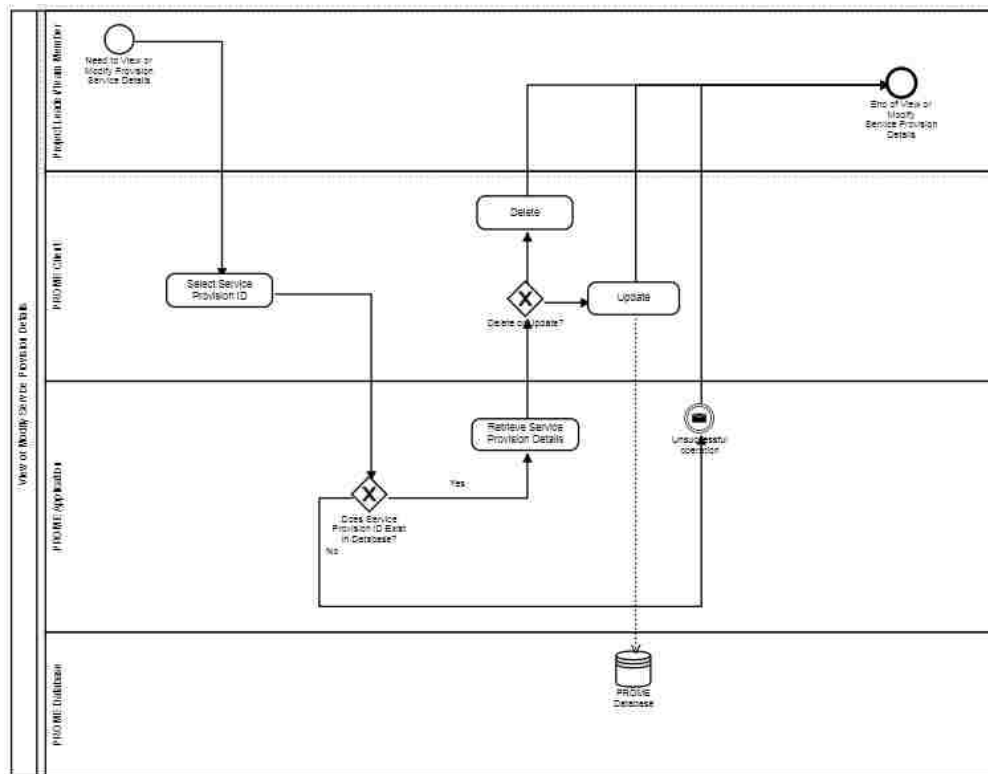 View or Modify Service Provision Details
Project Leader/Team Member
Need to View or
Modify Provision
Service Details
End of View or
Modify
Service Provision
Details
PROME Client
Delete
Select Service
Provision ID
Update
Delete or Update?
PROME Application
Retrieve Service
Provision Details
Unsuccessful
operation
Yes
Does Service
Provision ID Exist
in Database?
No
PROME Database
PROME
Database